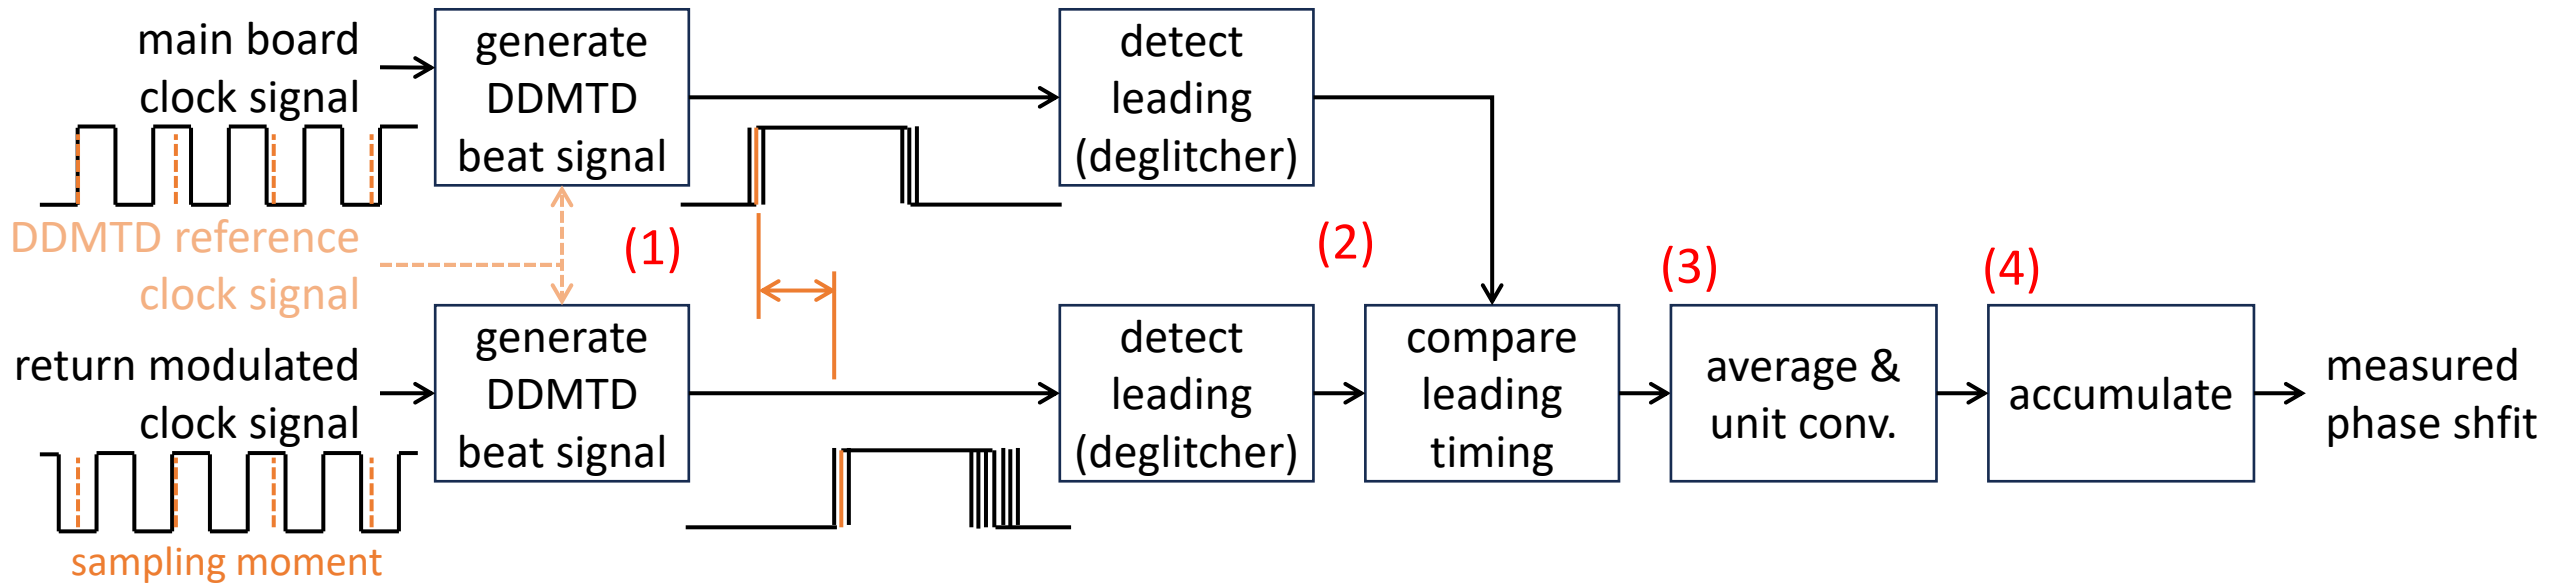 main board
clock signal
generate
DDMTD
beat signal
detect
leading
(deglitcher)
DDMTD reference
clock signal
(1)
(2)
(3)
(4)
return modulated
clock signal
generate
DDMTD
beat signal
detect
leading
(deglitcher)
compare
leading
timing
average &
unit conv.
accumulate
measured
phase shfit
sampling moment